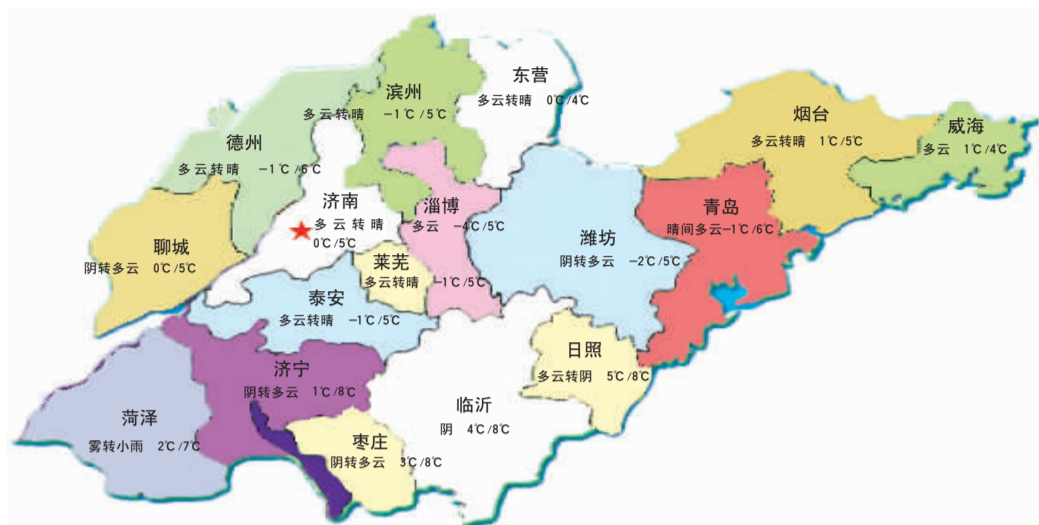 东营
多云转晴 0℃/4℃
滨州
多云转晴 -1℃/5℃
烟台
多云转晴 1℃/5℃
威海
多云 1℃/4℃
德州
多云转晴 -1℃/6℃
济南
多云转晴
0℃/5℃
淄博
多云 -4℃/5℃
青岛
晴间多云-1℃/6℃
潍坊
阴转多云 -2℃/5℃
聊城
阴转多云 0℃/5℃
莱芜
多云转晴 -1℃/5℃
泰安
多云转晴 -1℃/5℃
日照
多云转阴 5℃/8℃
济宁
阴转多云 1℃/8℃
临沂
阴 4℃/8℃
菏泽
雾转小雨 2℃/7℃
枣庄
阴转多云 3℃/8℃